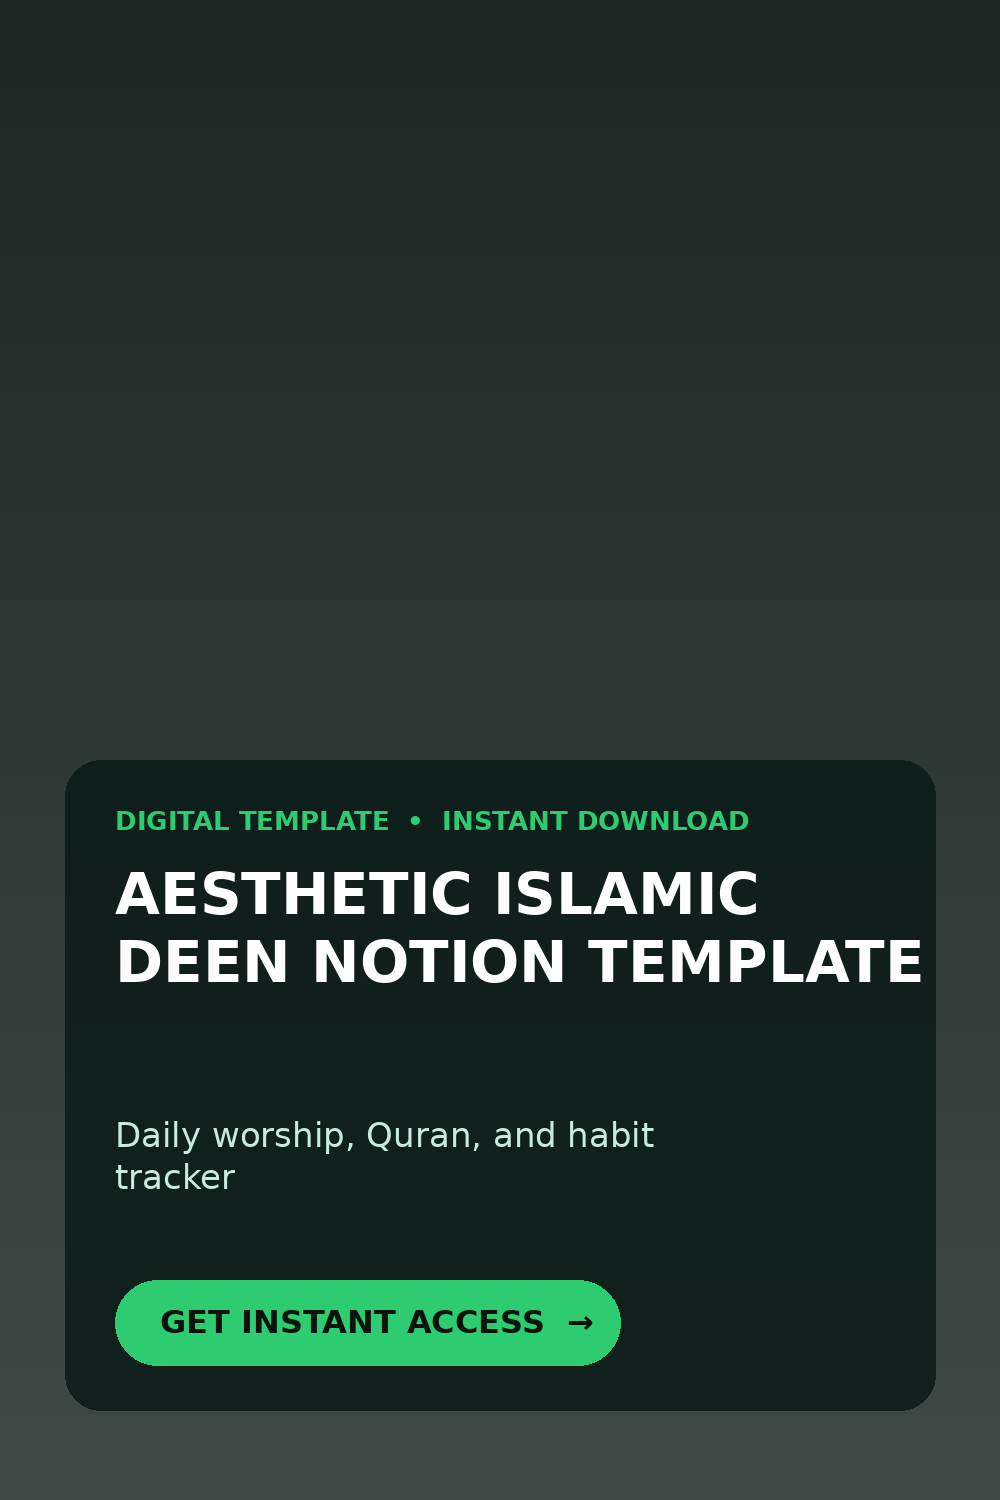 DIGITAL TEMPLATE • INSTANT DOWNLOAD
AESTHETIC ISLAMIC
DEEN NOTION TEMPLATE
Daily worship, Quran, and habit
tracker
GET INSTANT ACCESS →